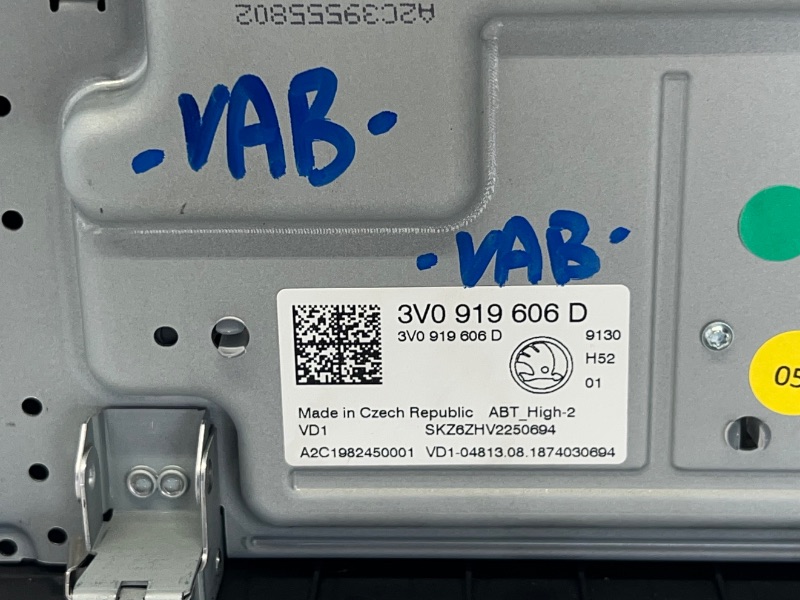 A2C39555802
-VAB-
-VAB-
3V0 919 606 D
3V0 919 606 D
9130
H52
01
Made in Czech Republic ABT_High-2
VD1 SKZ6ZHV2250694
A2C1982450001 VD1-04813.08.1874030694
05